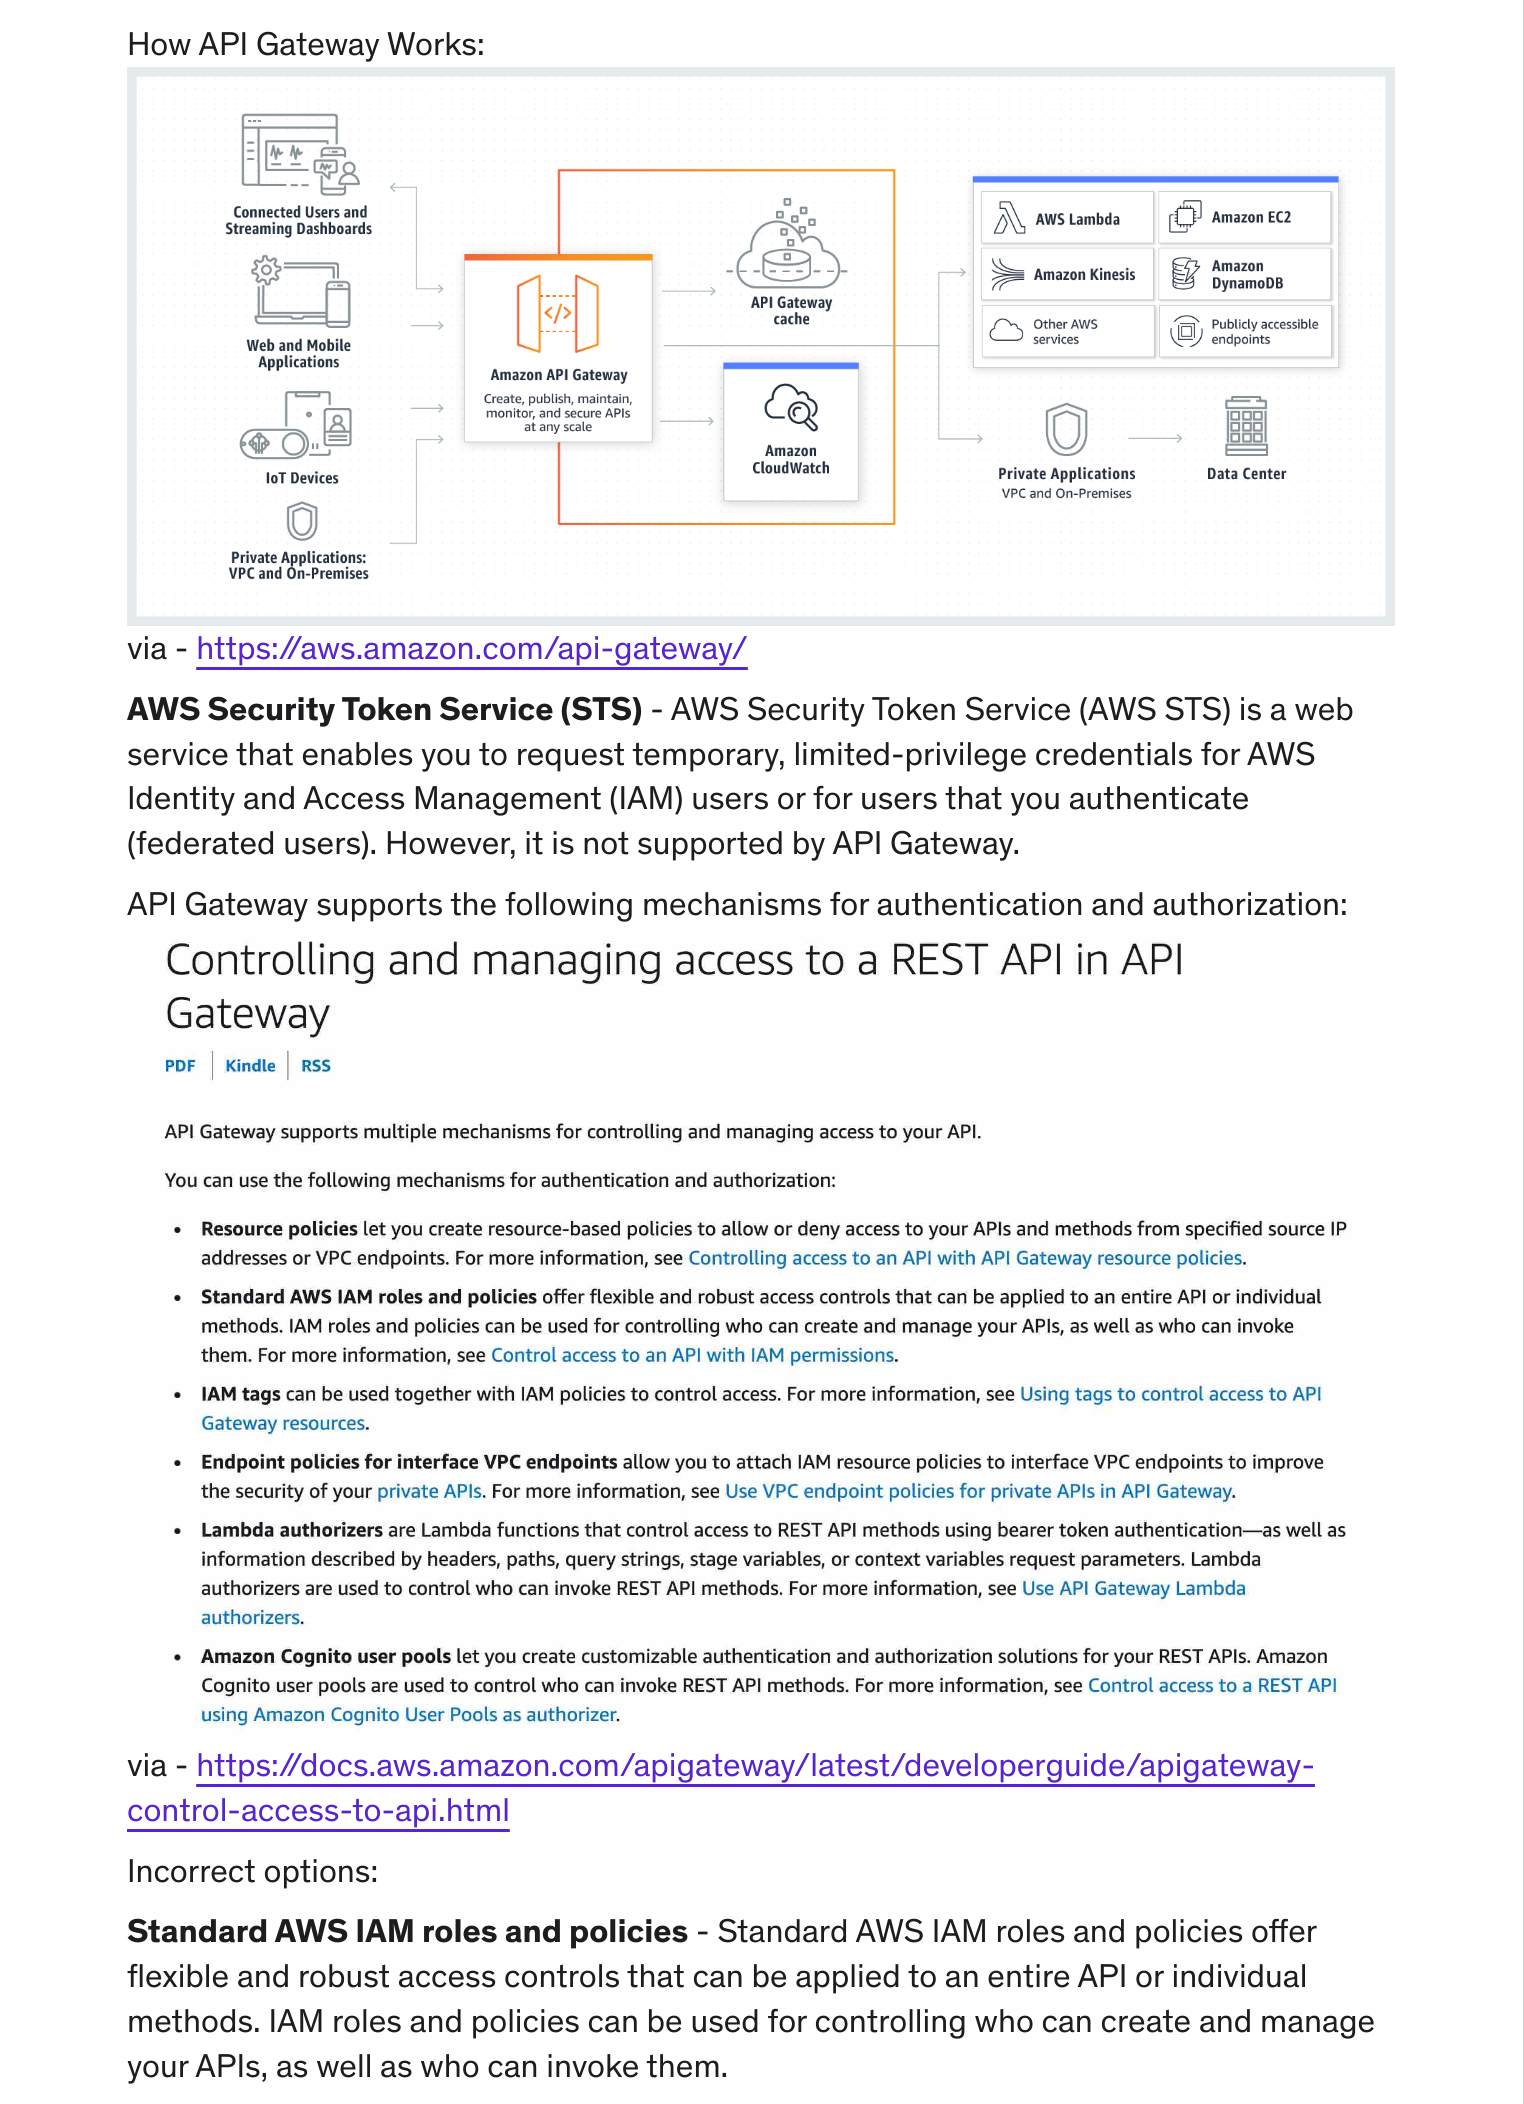 How API Gateway Works:
Connected Users and
Streaming Dashboards
Web and Mobile
Applications
IoT Devices
Private Applications:
VPC and On-Premises
</>
Amazon API Gateway
Create, publish, maintain,
monitor, and secure APIs
at any scale
API Gateway
cache
Amazon
CloudWatch
AWS Lambda
Amazon EC2
Amazon Kinesis
Amazon
DynamoDB
Other AWS
services
Publicly accessible
endpoints
Private Applications
VPC and On-Premises
Data Center
via - https://aws.amazon.com/api-gateway/
AWS Security Token Service (STS) - AWS Security Token Service (AWS STS) is a web
service that enables you to request temporary, limited-privilege credentials for AWS
Identity and Access Management (IAM) users or for users that you authenticate
(federated users). However, it is not supported by API Gateway.
API Gateway supports the following mechanisms for authentication and authorization:
Controlling and managing access to a REST API in API
Gateway
PDF | Kindle | RSS
API Gateway supports multiple mechanisms for controlling and managing access to your API.
You can use the following mechanisms for authentication and authorization:
• Resource policies let you create resource-based policies to allow or deny access to your APIs and methods from specified source IP
addresses or VPC endpoints. For more information, see Controlling access to an API with API Gateway resource policies.
• Standard AWS IAM roles and policies offer flexible and robust access controls that can be applied to an entire API or individual
methods. IAM roles and policies can be used for controlling who can create and manage your APIs, as well as who can invoke
them. For more information, see Control access to an API with IAM permissions.
• IAM tags can be used together with IAM policies to control access. For more information, see Using tags to control access to API
Gateway resources.
• Endpoint policies for interface VPC endpoints allow you to attach IAM resource policies to interface VPC endpoints to improve
the security of your private APIs. For more information, see Use VPC endpoint policies for private APIs in API Gateway.
• Lambda authorizers are Lambda functions that control access to REST API methods using bearer token authentication—as well as
information described by headers, paths, query strings, stage variables, or context variables request parameters. Lambda
authorizers are used to control who can invoke REST API methods. For more information, see Use API Gateway Lambda
authorizers.
• Amazon Cognito user pools let you create customizable authentication and authorization solutions for your REST APIs. Amazon
Cognito user pools are used to control who can invoke REST API methods. For more information, see Control access to a REST API
using Amazon Cognito User Pools as authorizer.
via - https://docs.aws.amazon.com/apigateway/latest/developerguide/apigateway-
control-access-to-api.html
Incorrect options:
Standard AWS IAM roles and policies - Standard AWS IAM roles and policies offer
flexible and robust access controls that can be applied to an entire API or individual
methods. IAM roles and policies can be used for controlling who can create and manage
your APIs, as well as who can invoke them.